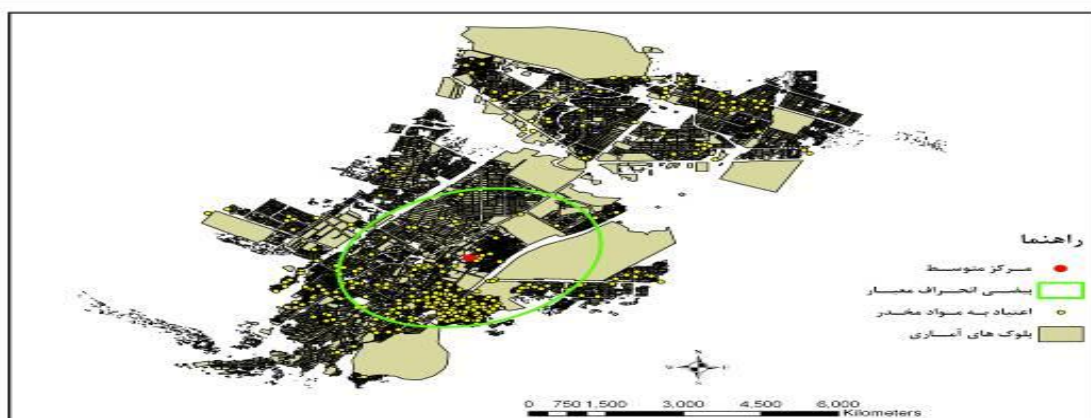 راهنما
مرکز متوسط
بیضی انحراف معیار
اعتیاد به مواد مخدر
بلوک های آماری
0 750 1,500 3,000 4,500 6,000
Kilometers